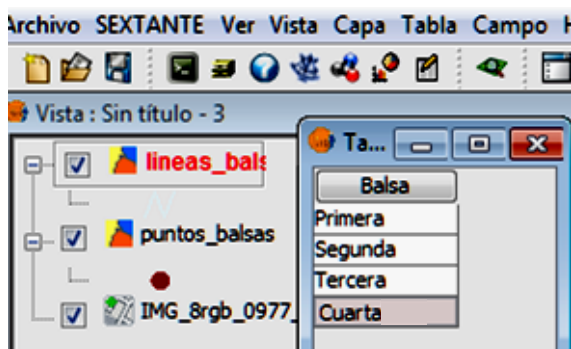 Archivo SEXTANTE Ver Vista Capa Tabla Campo
Vista : Sin título - 3
Ta...
lineas_bals
Balsa
Primera
puntos_balsas
Segunda
Tercera
IMG_8rgb_0977_
Cuarta